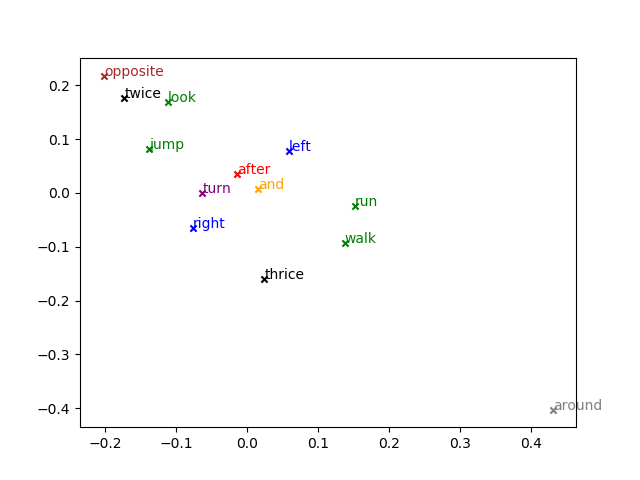 0.2
0.1
0.0
−0.1
−0.2
−0.3
−0.4
opposite
twice
look
jump
left
after
and
turn
run
right
walk
thrice
around
−0.2 −0.1 0.0 0.1 0.2 0.3 0.4